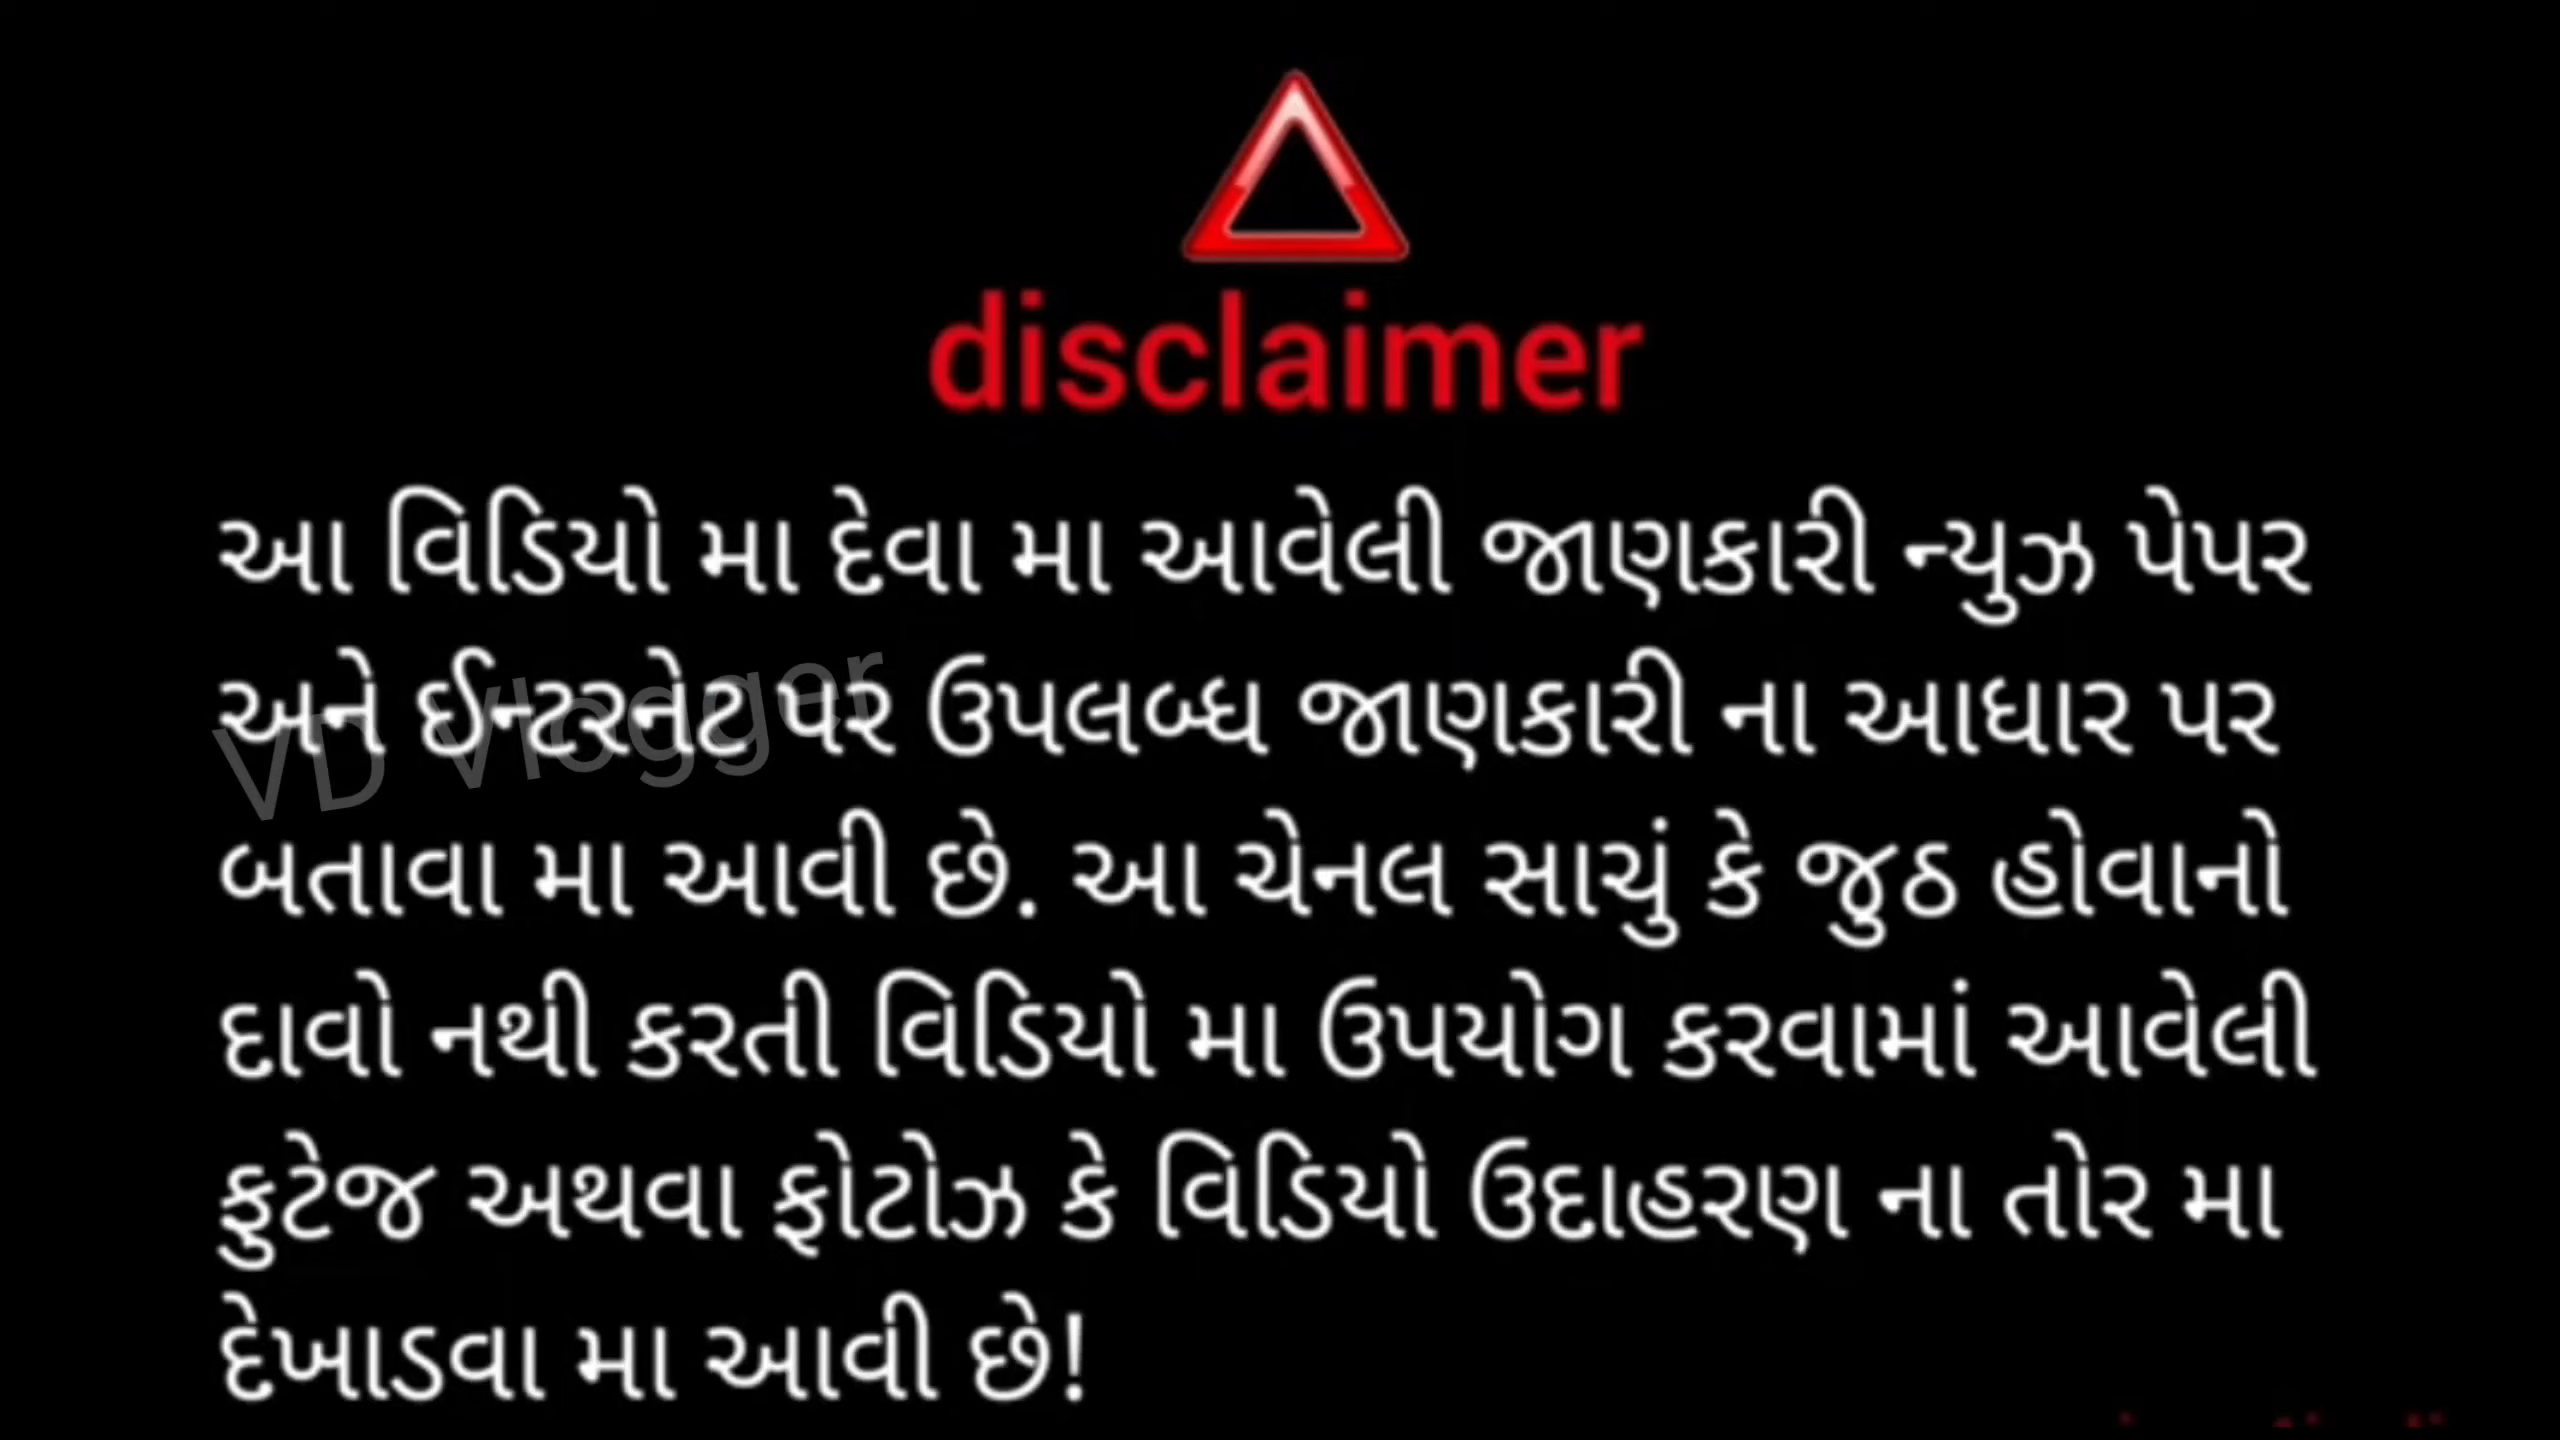 disclaimer
આ વિડિયો મા દેવા મા આવેલી જાણકારી ન્યુઝ પેપર
અને ઈન્ટરનેટ પર ઉપલબ્ધ જાણકારી ના આધાર પર
VD Vlogger
બતાવા મા આવી છે. આ ચેનલ સાચું કે જુઠ હોવાનો
દાવો નથી કરતી વિડિયો મા ઉપયોગ કરવામાં આવેલી
ફુટેજ અથવા ફોટોઝ કે વિડિયો ઉદાહરણ ના તોર મા
દેખાડવા મા આવી છે!